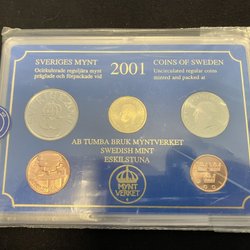 SVERIGES MYNT
Ocirkulerade reguljära mynt
präglade och förpackade vid
2001
COINS OF SWEDEN
Uncirculated regular coins
minted and packed at
AB TUMBA BRUK MYNTVERKET
SWEDISH MINT
ESKILSTUNA
MYNT
VERKET